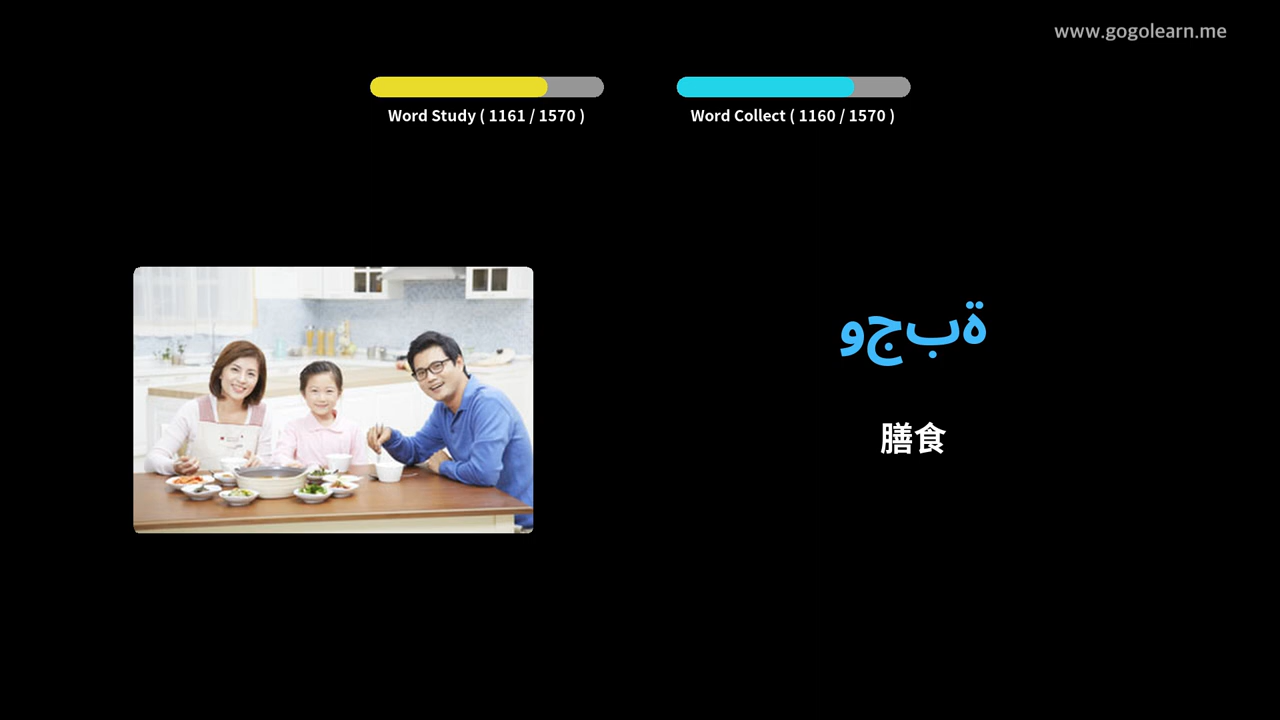 www.gogolearn.me
Word Study ( 1161 / 1570 )
Word Collect ( 1160 / 1570 )
وجبة
膳食